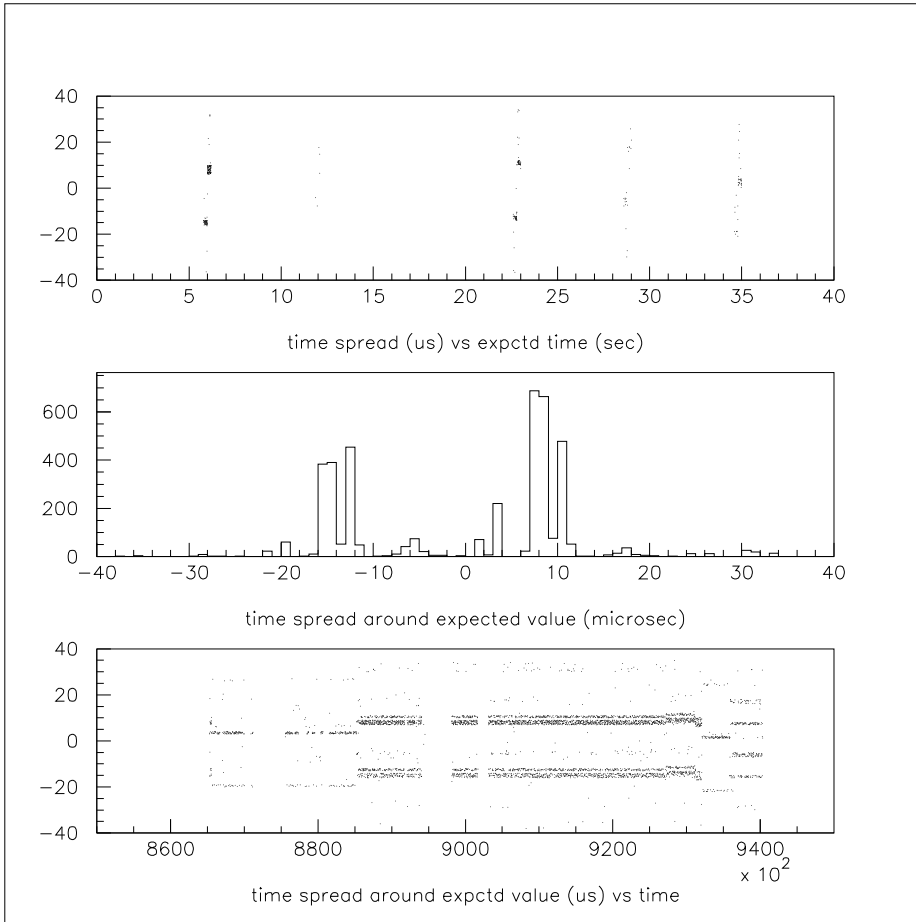 40
20
0
−20
−40
0 5 10 15 20 25 30 35 40
time spread (us) vs expctd time (sec)
600
400
200
0
−40 −30 −20 −10 0 10 20 30 40
time spread around expected value (microsec)
40
20
0
−20
−40
8600 8800 9000 9200 9400
x 10²
time spread around expctd value (us) vs time